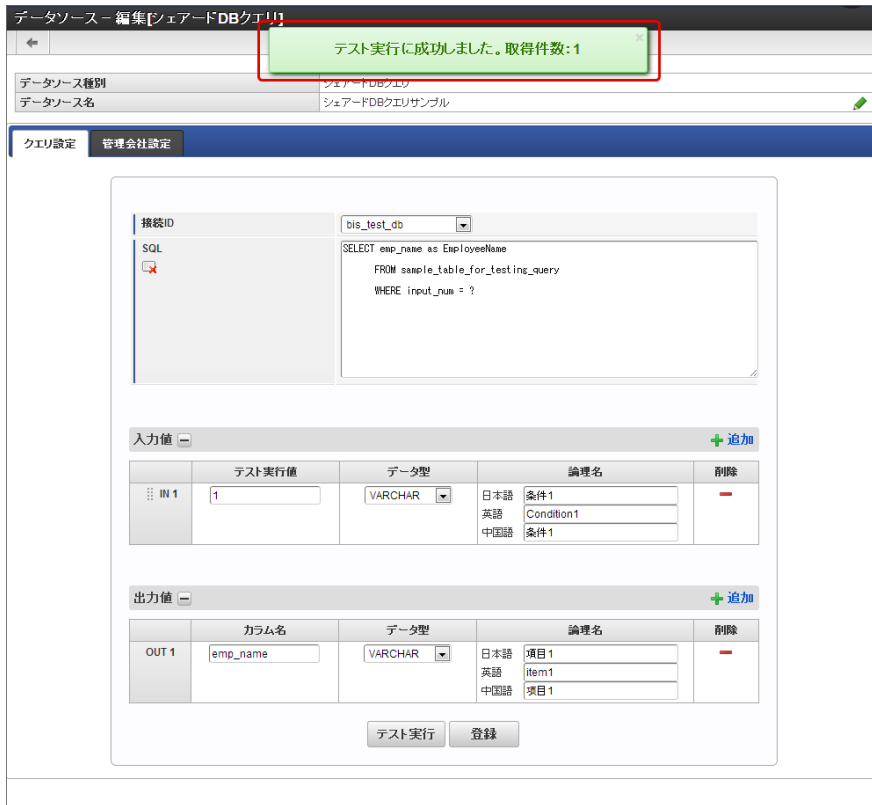 データソース - 編集[シェアードDBクエリ]
テスト実行に成功しました。取得件数:1
データソース種別 シェアードDBクエリ
データソース名 シェアードDBクエリサンプル
クエリ設定 管理会社設定
接続ID bis_test_db
SQL
SELECT emp_name as EmployeeName
FROM sample_table_for_testing_query
WHERE input_num = ?
入力値 追加
テスト実行値 データ型 論理名 削除
IN 1 1 VARCHAR 日本語 条件1
英語 Condition1
中国語 条件1
出力値 追加
カラム名 データ型 論理名 削除
OUT 1 emp_name VARCHAR 日本語 項目1
英語 item1
中国語 项目1
テスト実行 登録